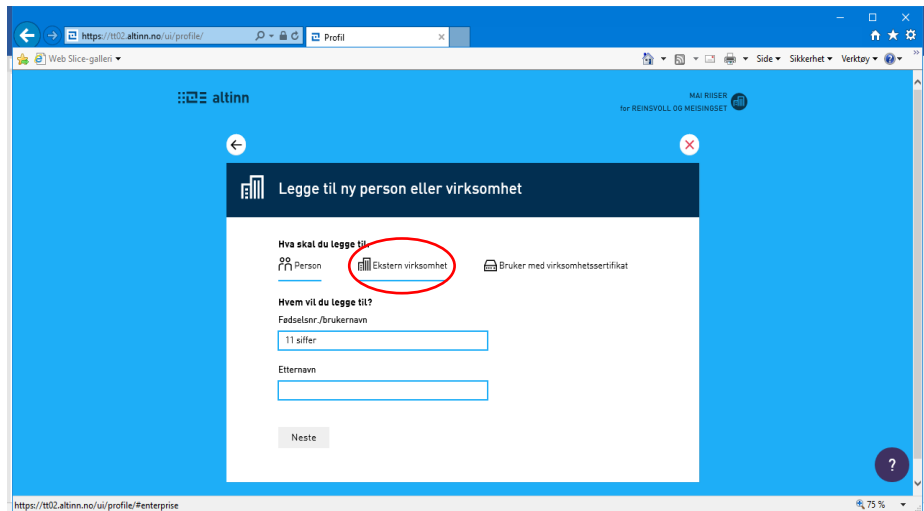 https://tt02.altinn.no/ui/profile/
Profil
Web Slice-galleri
Side Sikkerhet Verktøy
altinn
MAI RIISER
for REINSVOLL OG MEISINGSET
Legge til ny person eller virksomhet
Hva skal du legge til?
Person Ekstern virksomhet Bruker med virksomhetssertifikat
Hvem vil du legge til?
Fødselsnr./brukernavn
11 siffer
Etternavn
Neste
?
https://tt02.altinn.no/ui/profile/#enterprise
75 %